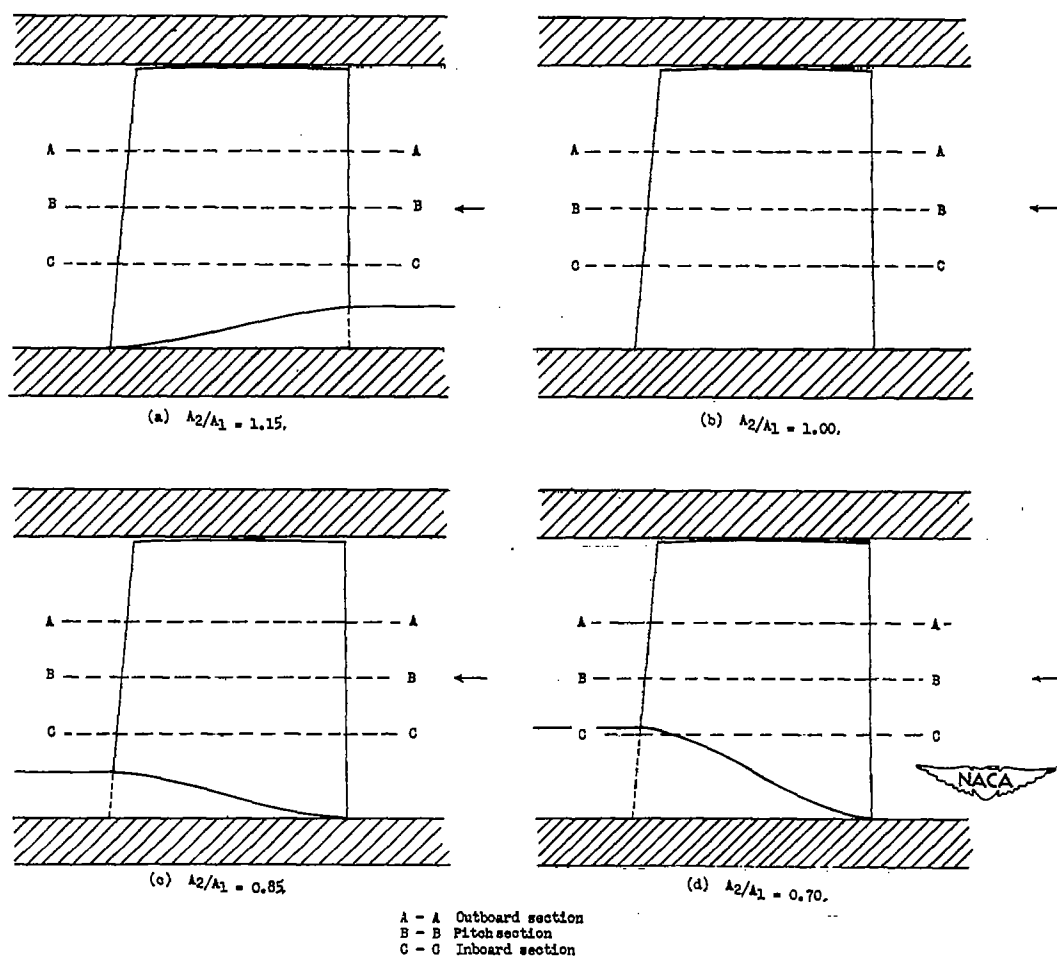 A A A A
B B B B
C C C C
(a) A2/A1 = 1.15.
(b) A2/A1 = 1.00.
A A A A
B B B B
C C C C
NACA
(c) A2/A1 = 0.85.
(d) A2/A1 = 0.70.
A - A Outboard section
B - B Pitch section
C - C Inboard section